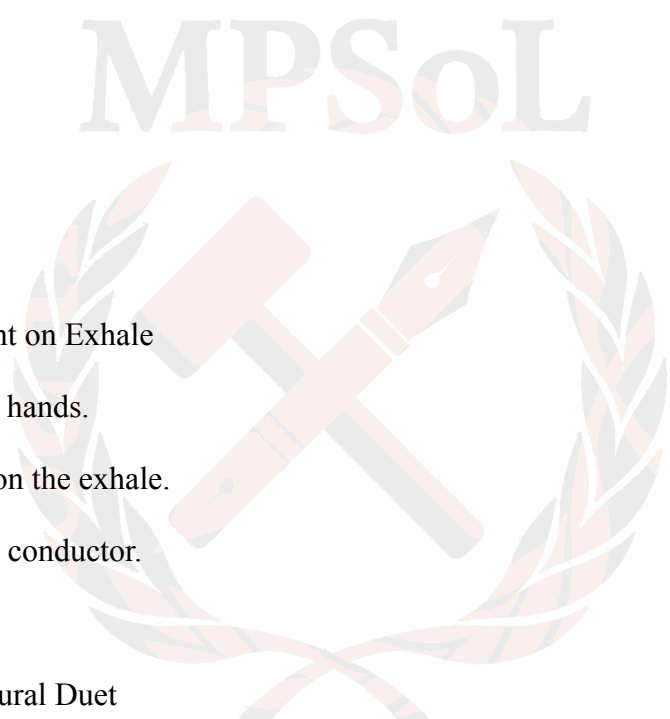 MPSoL
nt on Exhale
hands.
on the exhale.
conductor.
ural Duet